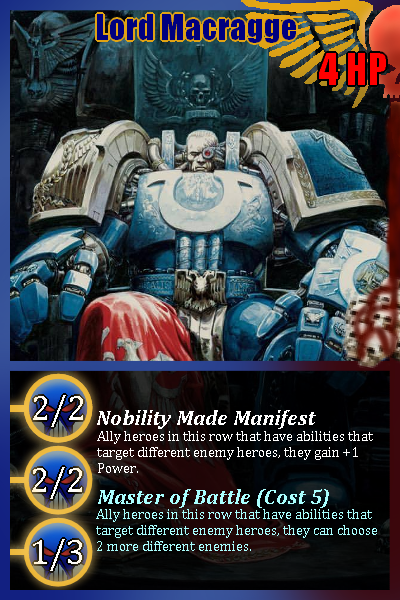 Lord Macragge
4 HP
2/2
Nobility Made Manifest
Ally heroes in this row that have abilities that
target different enemy heroes, they gain +1
Power.
2/2
Master of Battle (Cost 5)
Ally heroes in this row that have abilities that
target different enemy heroes, they can choose
2 more different enemies.
1/3